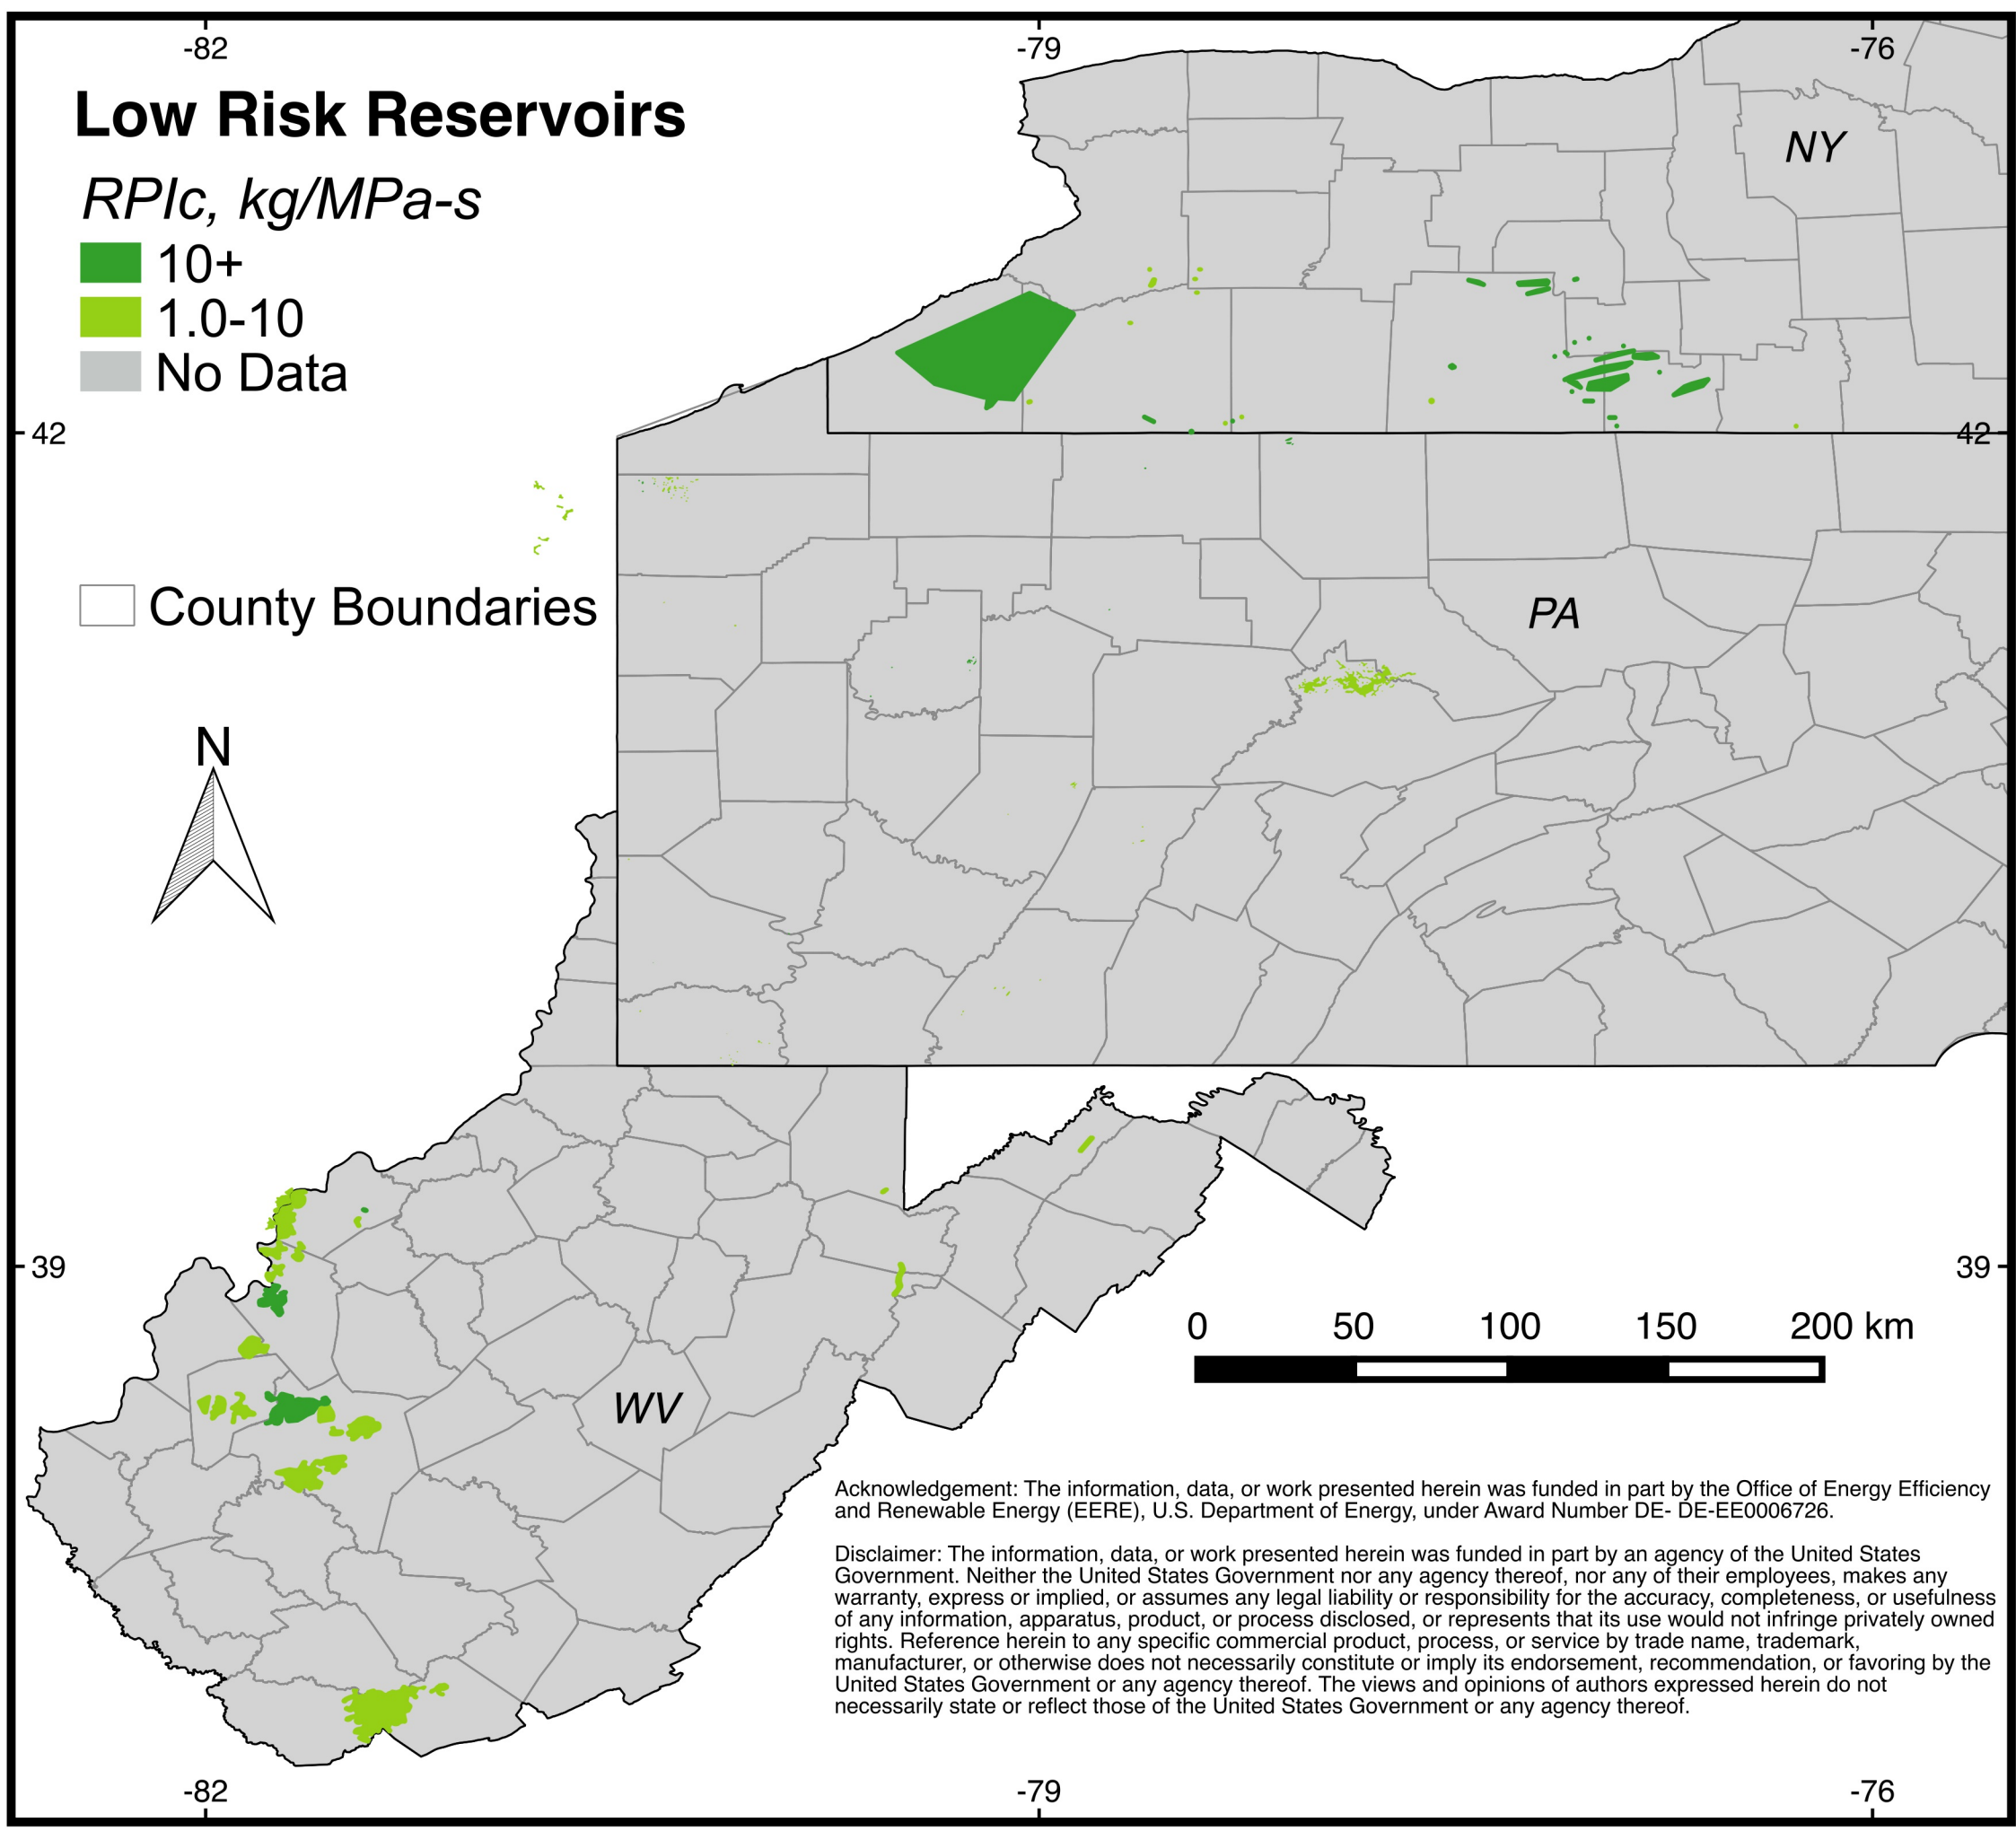 -82
-79
-76
Low Risk Reservoirs
RPIc, kg/MPa-s
10+
1.0-10
No Data
NY
42
42
County Boundaries
PA
N
39
39
0 50 100 150 200 km
WV
Acknowledgement: The information, data, or work presented herein was funded in part by the Office of Energy Efficiency
and Renewable Energy (EERE), U.S. Department of Energy, under Award Number DE- DE-EE0006726.
Disclaimer: The information, data, or work presented herein was funded in part by an agency of the United States
Government. Neither the United States Government nor any agency thereof, nor any of their employees, makes any
warranty, express or implied, or assumes any legal liability or responsibility for the accuracy, completeness, or usefulness
of any information, apparatus, product, or process disclosed, or represents that its use would not infringe privately owned
rights. Reference herein to any specific commercial product, process, or service by trade name, trademark,
manufacturer, or otherwise does not necessarily constitute or imply its endorsement, recommendation, or favoring by the
United States Government or any agency thereof. The views and opinions of authors expressed herein do not
necessarily state or reflect those of the United States Government or any agency thereof.
-82
-79
-76